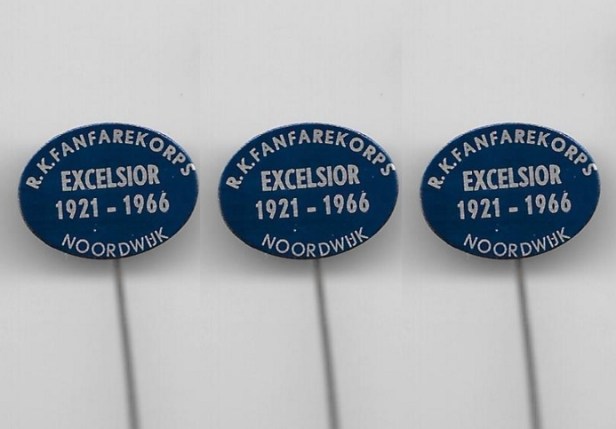 R.K.FANFAREKORPS
EXCELSIOR
1921 - 1966
NOORDWIJK
R.K.FANFAREKORPS
EXCELSIOR
1921 - 1966
NOORDWIJK
R.K.FANFAREKORPS
EXCELSIOR
1921 - 1966
NOORDWIJK